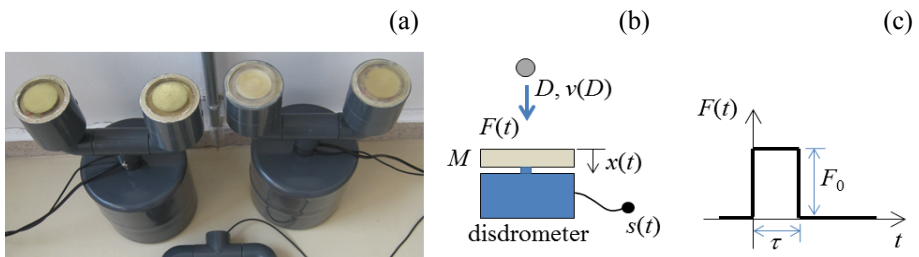 (a)
(b)
(c)
D, v(D)
F(t)
M
x(t)
disdrometer
s(t)
F(t)
F0
τ
t